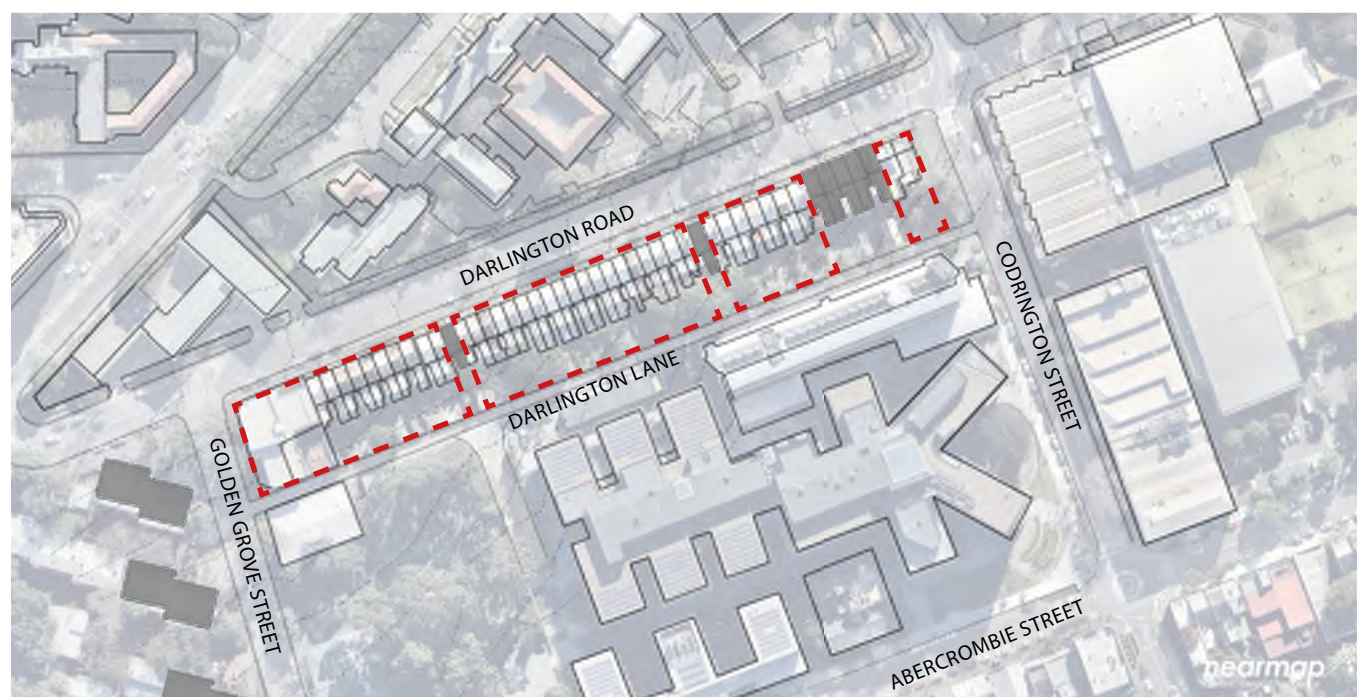 DARLINGTON ROAD
CODRINGTON STREET
DARLINGTON LANE
GOLDEN GROVE STREET
ABERCROMBIE STREET
nearmap